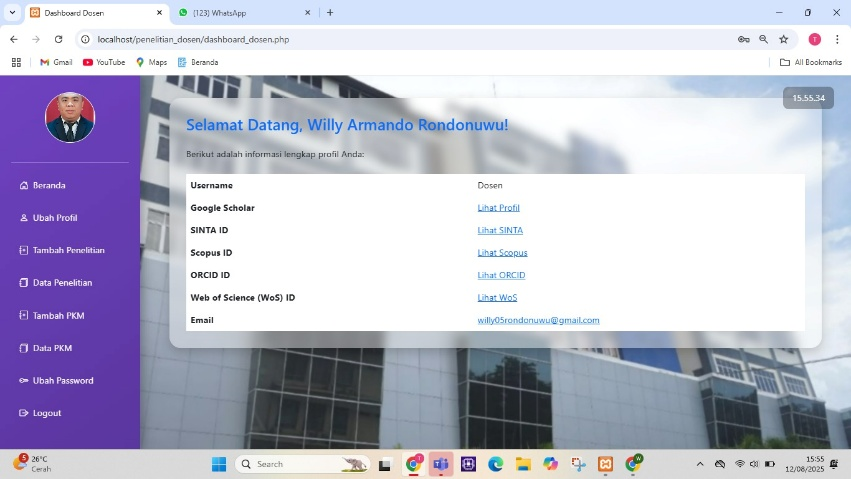 Dashboard Dosen
(123) WhatsApp
localhost/penelitian_dosen/dashboard_dosen.php
T
Gmail
YouTube
Maps
Beranda
All Bookmarks
15.55.34
Selamat Datang, Willy Armando Rondonuwu!
Berikut adalah informasi lengkap profil Anda:
Username Dosen
Google Scholar Lihat Profil
SINTA ID Lihat SINTA
Scopus ID Lihat Scopus
ORCID ID Lihat ORCID
Web of Science (WoS) ID Lihat WoS
Email willy05rondonuwu@gmail.com
Beranda
Ubah Profil
Tambah Penelitian
Data Penelitian
Tambah PKM
Data PKM
Ubah Password
Logout
5
26°C
Cerah
Search
15:55
12/08/2025